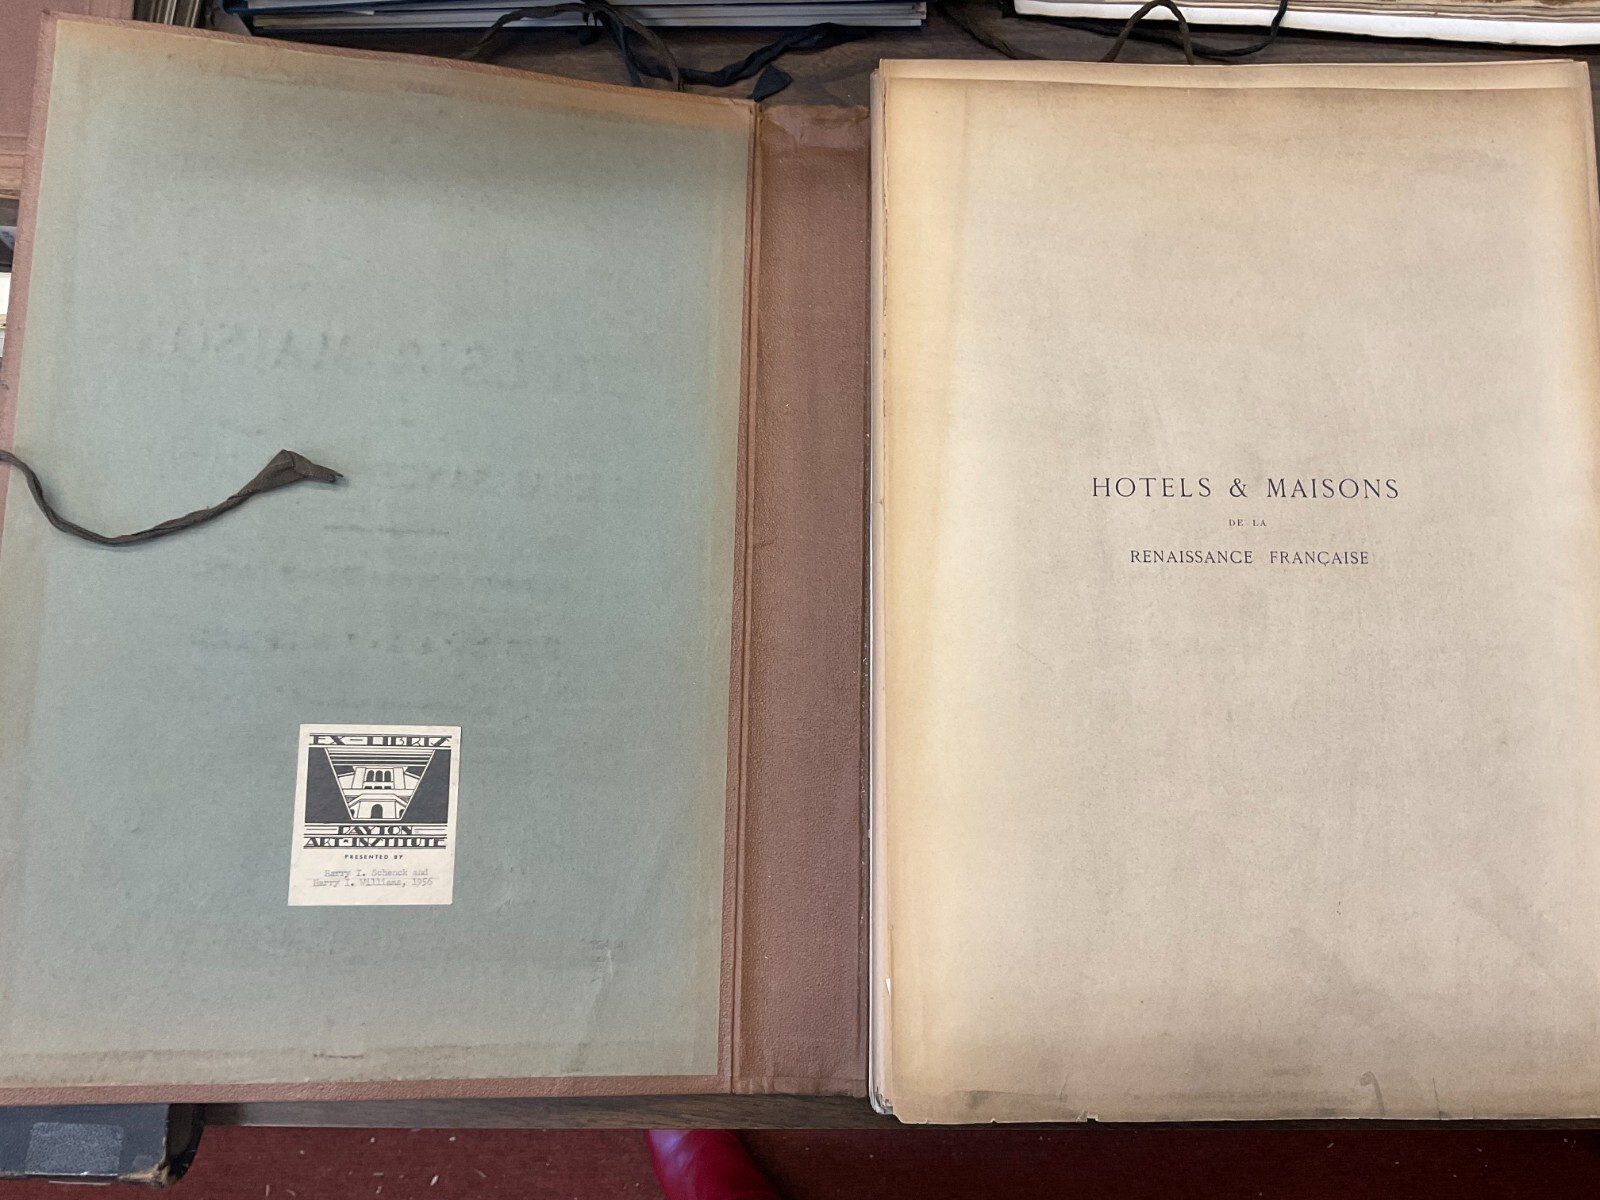 EX-LIBRIS
DAYTON
ART INSTITUTE
PRESENTED BY
Harry I. Schenck and
Harry I. Williams, 1956
HOTELS & MAISONS
DE LA
RENAISSANCE FRANÇAISE